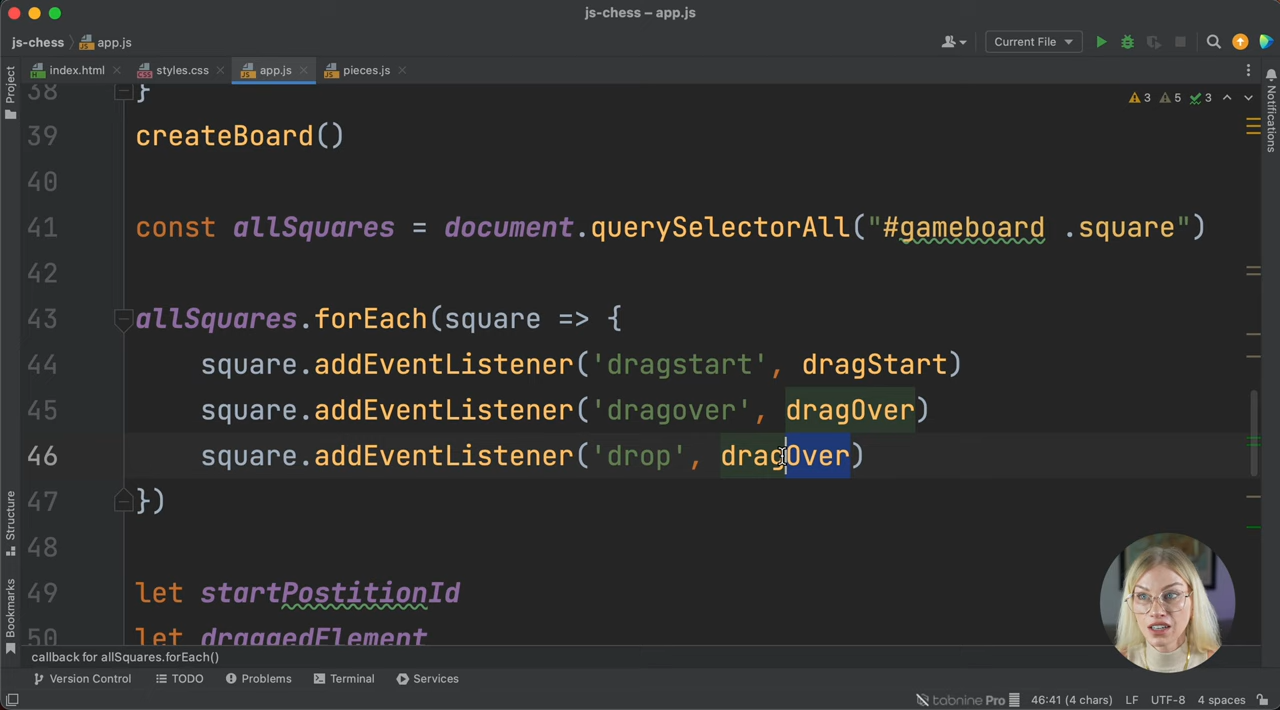 js-chess – app.js
js-chess app.js Current File
index.html styles.css app.js pieces.js
Project
Notifications
3 5 3
38 }
39 createBoard()
40
41 const allSquares = document.querySelectorAll("#gameboard .square")
42
43 allSquares.forEach(square => {
44 square.addEventListener('dragstart', dragStart)
45 square.addEventListener('dragover', dragOver)
46 square.addEventListener('drop', dragOver)
47 })
48
49 let startPostitionId
50 let draggedElement
Structure
Bookmarks
callback for allSquares.forEach()
Version Control TODO Problems Terminal Services
tabnine Pro 46:41 (4 chars) LF UTF-8 4 spaces